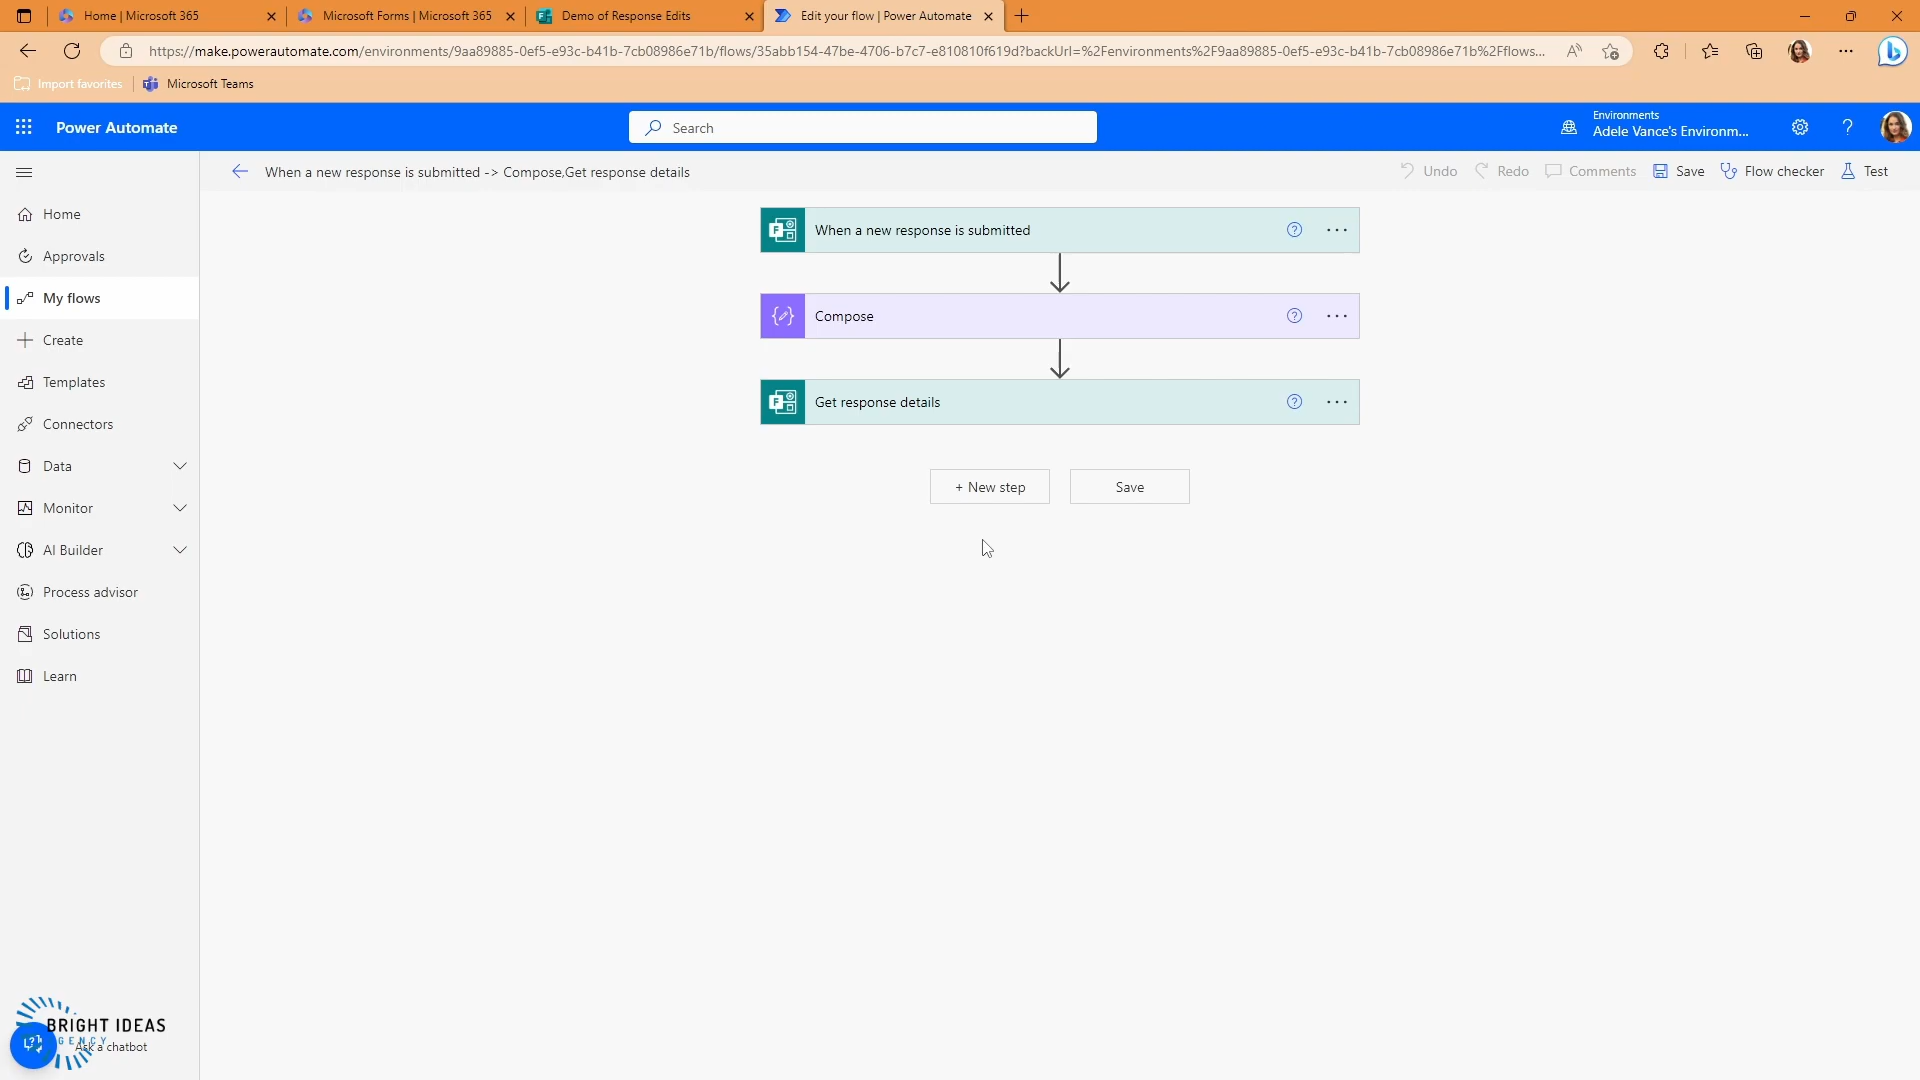 Home | Microsoft 365
Microsoft Forms | Microsoft 365
Demo of Response Edits
Edit your flow | Power Automate
https://make.powerautomate.com/environments/9aa89885-0ef5-e93c-b41b-7cb08986e71b/flows/35abb154-47be-4706-b7c7-e810810f619d?backUrl=%2Fenvironments%2F9aa89885-0ef5-e93c-b41b-7cb08986e71b%2Fflows...
Import favorites
Microsoft Teams
Power Automate
Search
Environments
Adele Vance's Environm...
When a new response is submitted -> Compose,Get response details
Undo
Redo
Comments
Save
Flow checker
Test
Home
Approvals
My flows
Create
Templates
Connectors
Data
Monitor
AI Builder
Process advisor
Solutions
Learn
When a new response is submitted
Compose
Get response details
+ New step
Save
BRIGHT IDEAS
Ask a chatbot